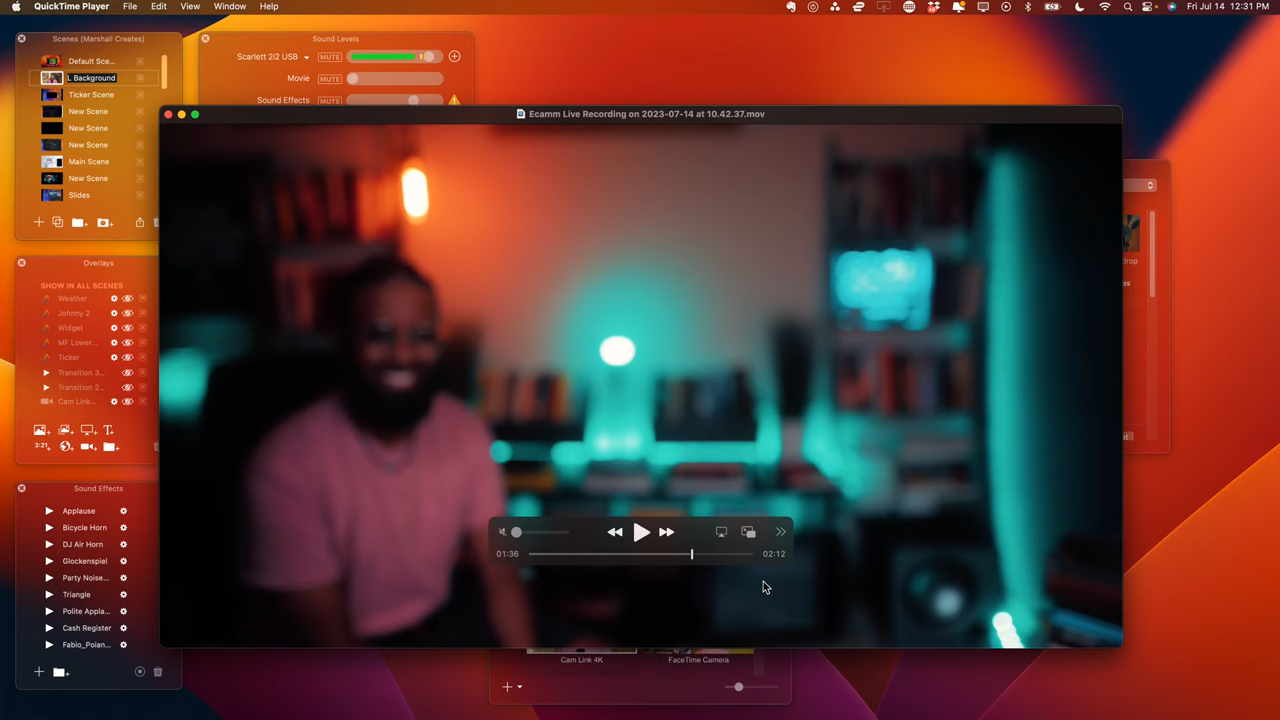 QuickTime Player File Edit View Window Help Fri Jul 14 12:31 PM
Scenes (Marshall Creates)
Default Sce...
L Background
Ticker Scene
New Scene
New Scene
New Scene
Main Scene
New Scene
Slides
Sound Levels
Scarlett 2i2 USB MUTE
Movie MUTE
Sound Effects MUTE
Ecamm Live Recording on 2023-07-14 at 10.42.37.mov
Overlays
SHOW IN ALL SCENES
Weather
Johnny 2
Widget
MF Lower...
Ticker
Transition 3...
Transition 2...
Cam Link...
3:21
Sound Effects
Applause
Bicycle Horn
DJ Air Horn
Glockenspiel
Party Noise...
Triangle
Polite Appla...
Cash Register
Fabio_Poian...
01:36 02:12
drop
es
Cam Link 4K FaceTime Camera